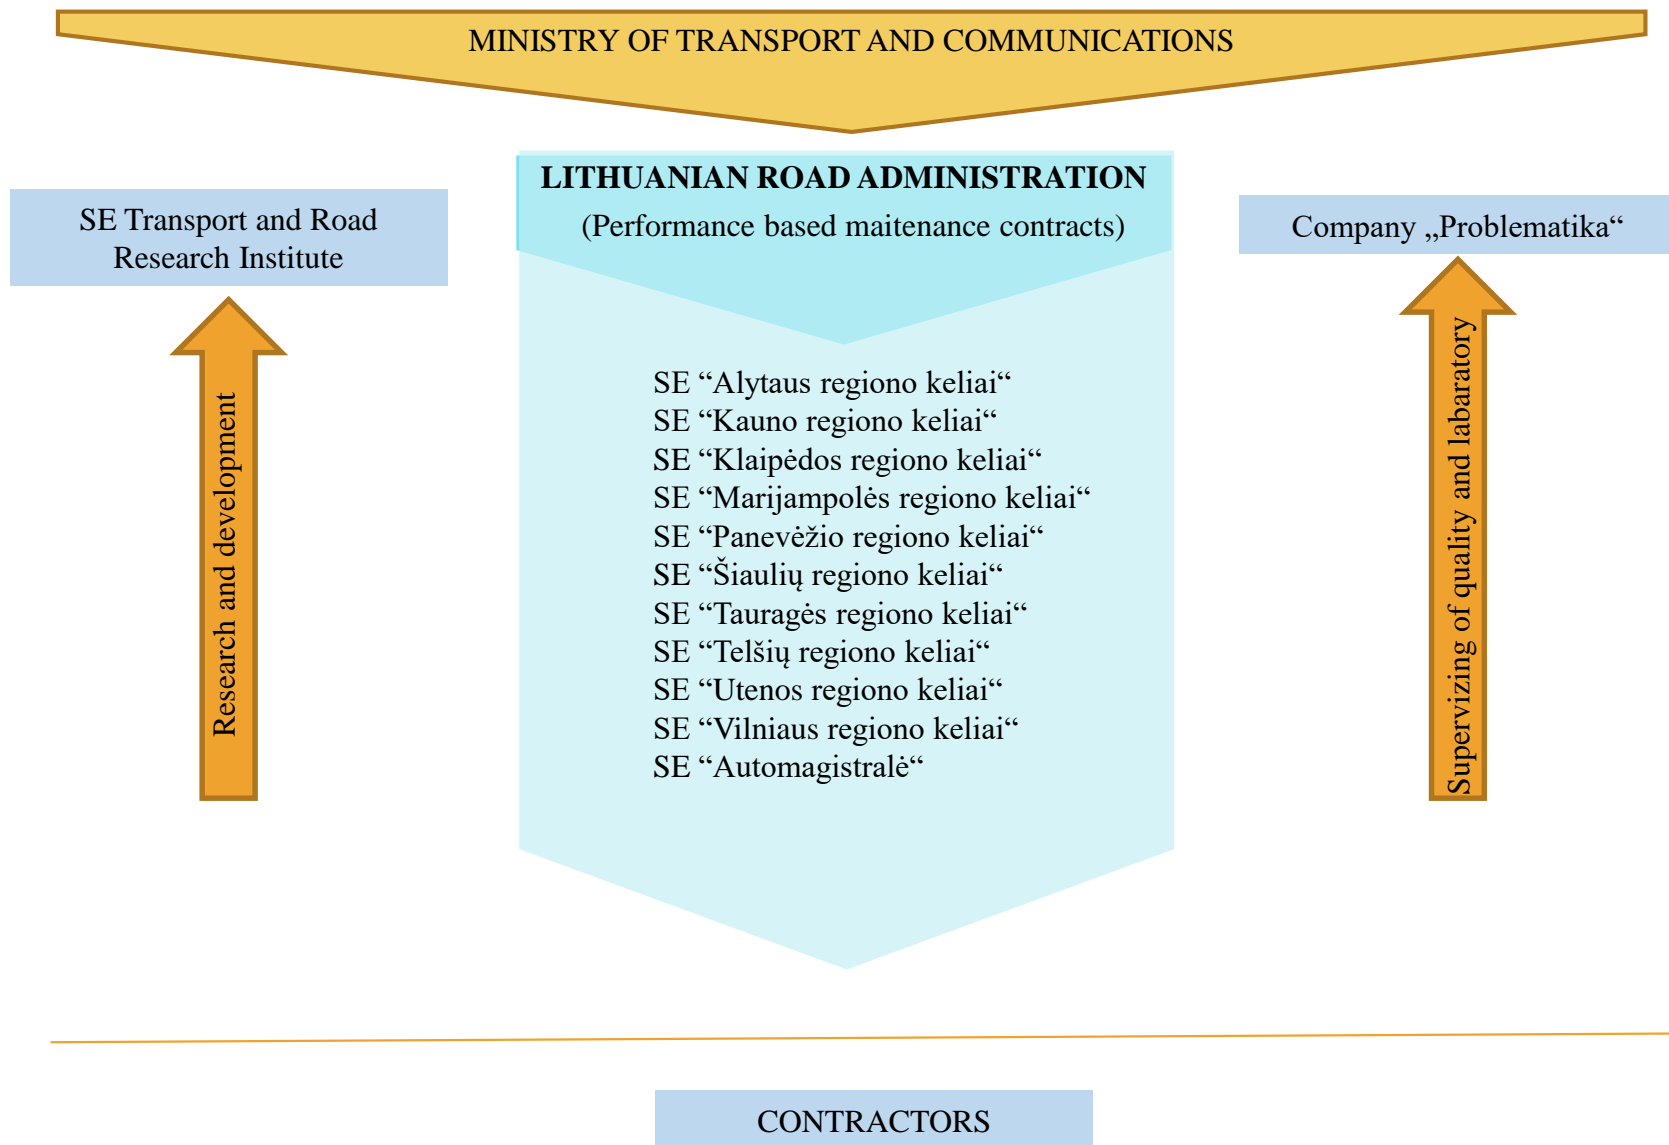 MINISTRY OF TRANSPORT AND COMMUNICATIONS
LITHUANIAN ROAD ADMINISTRATION
(Performance based maitenance contracts)
SE Transport and Road
Research Institute
Company „Problematika“
Research and development
SE “Alytaus regiono keliai“
SE “Kauno regiono keliai“
SE “Klaipėdos regiono keliai“
SE “Marijampolės regiono keliai“
SE “Panevėžio regiono keliai“
SE “Šiaulių regiono keliai“
SE “Tauragės regiono keliai“
SE “Telšių regiono keliai“
SE “Utenos regiono keliai“
SE “Vilniaus regiono keliai“
SE “Automagistralė“
Supervizing of quality and labaratory
CONTRACTORS